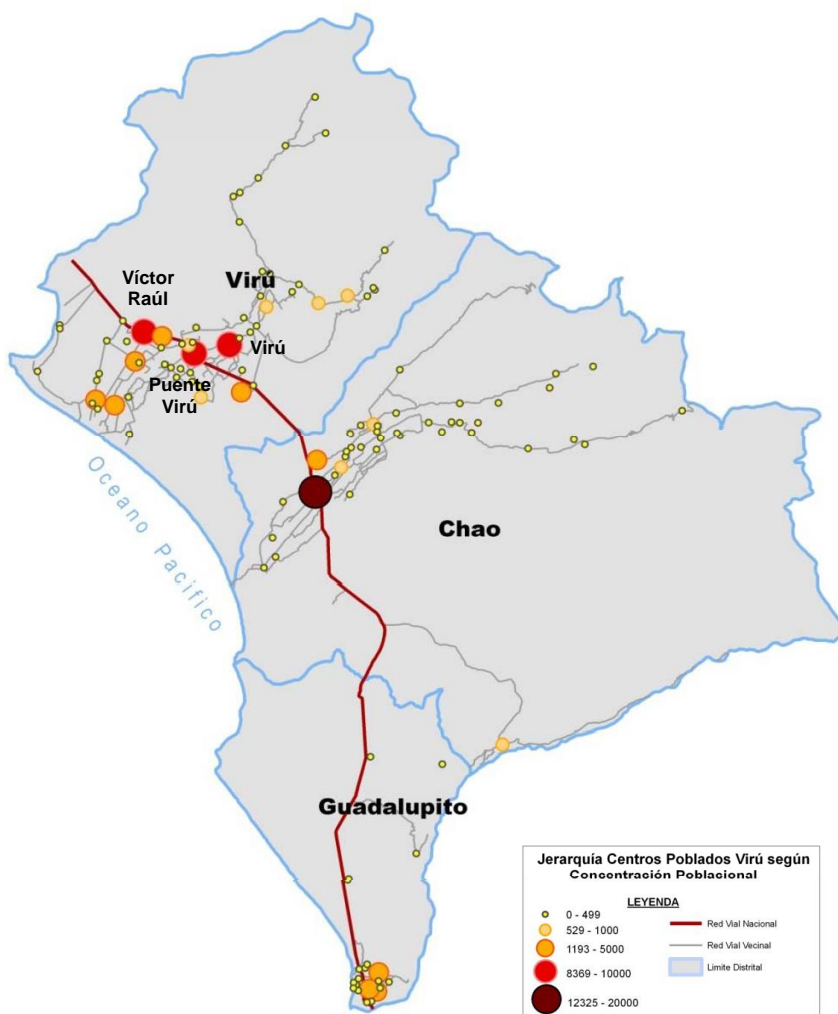 Víctor
Raúl
Virú
Virú
Puente
Virú
Oceano Pacifico
Chao
Guadalupito
Jerarquía Centros Poblados Virú según
Concentración Poblacional
LEYENDA
0 - 499
529 - 1000
1193 - 5000
8369 - 10000
12325 - 20000
Red Vial Nacional
Red Vial Vecinal
Limite Distrital